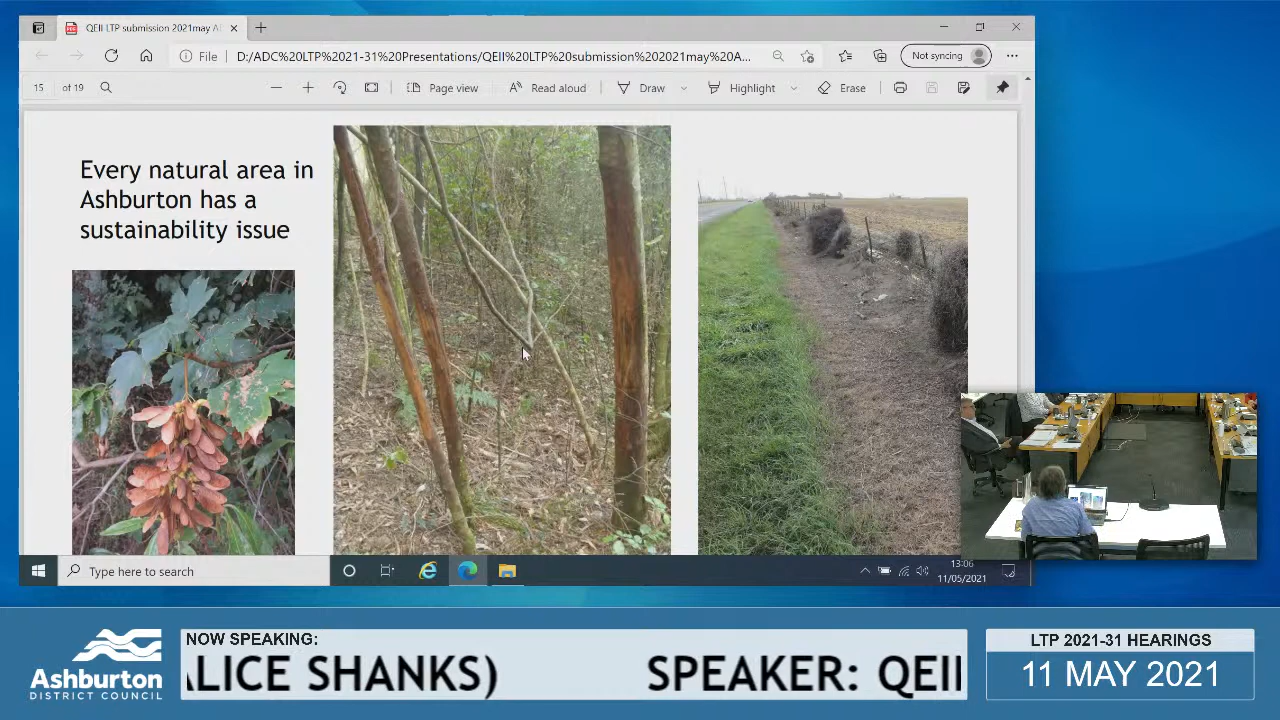 QEII LTP submission 2021may A
File
D:/ADC%20LTP%2021-31%20Presentations/QEII%20LTP%20submission%202021may%20A...
Not syncing
15 of 19
Page view
Read aloud
Draw
Highlight
Erase
Every natural area in
Ashburton has a
sustainability issue
Type here to search
13:06
11/05/2021
Ashburton
DISTRICT COUNCIL
NOW SPEAKING:
ALICE SHANKS) SPEAKER: QEII
LTP 2021-31 HEARINGS
11 MAY 2021